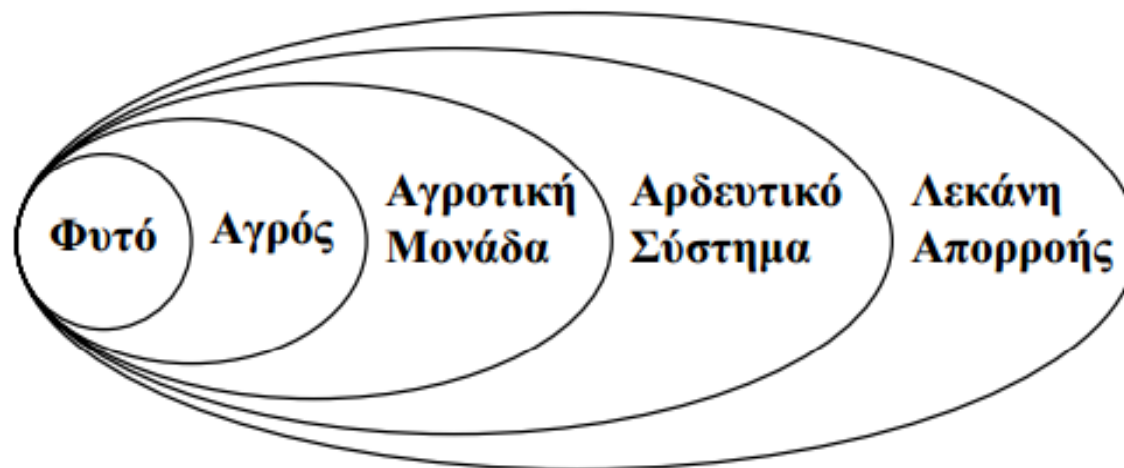 Φυτό
Αγρός
Αγροτική
Μονάδα
Αρδευτικό
Σύστημα
Λεκάνη
Απορροής